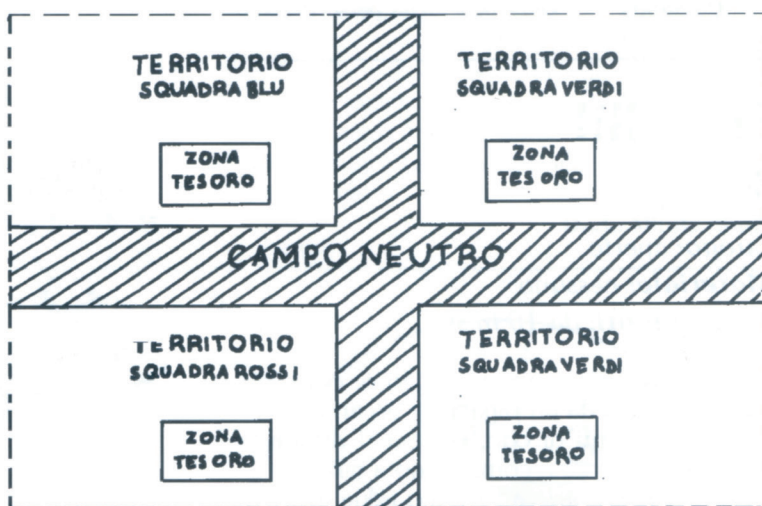 TERRITORIO
SQUADRA BLU
ZONA
TESORO
TERRITORIO
SQUADRA VERDI
ZONA
TESORO
CAMPO NEUTRO
TERRITORIO
SQUADRA ROSSI
ZONA
TESORO
TERRITORIO
SQUADRA VERDI
ZONA
TESORO